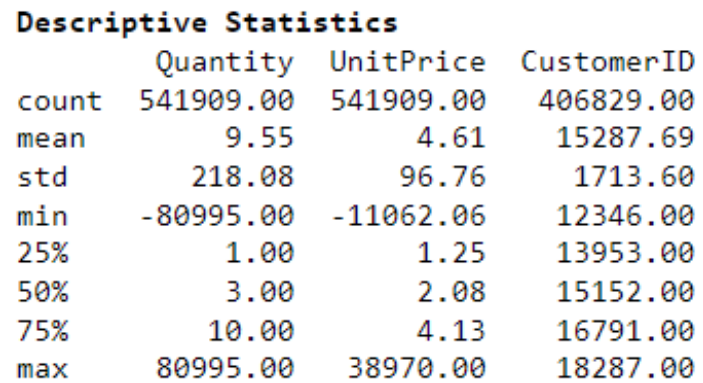 Descriptive Statistics
Quantity UnitPrice CustomerID
count 541909.00 541909.00 406829.00
mean 9.55 4.61 15287.69
std 218.08 96.76 1713.60
min -80995.00 -11062.06 12346.00
25% 1.00 1.25 13953.00
50% 3.00 2.08 15152.00
75% 10.00 4.13 16791.00
max 80995.00 38970.00 18287.00